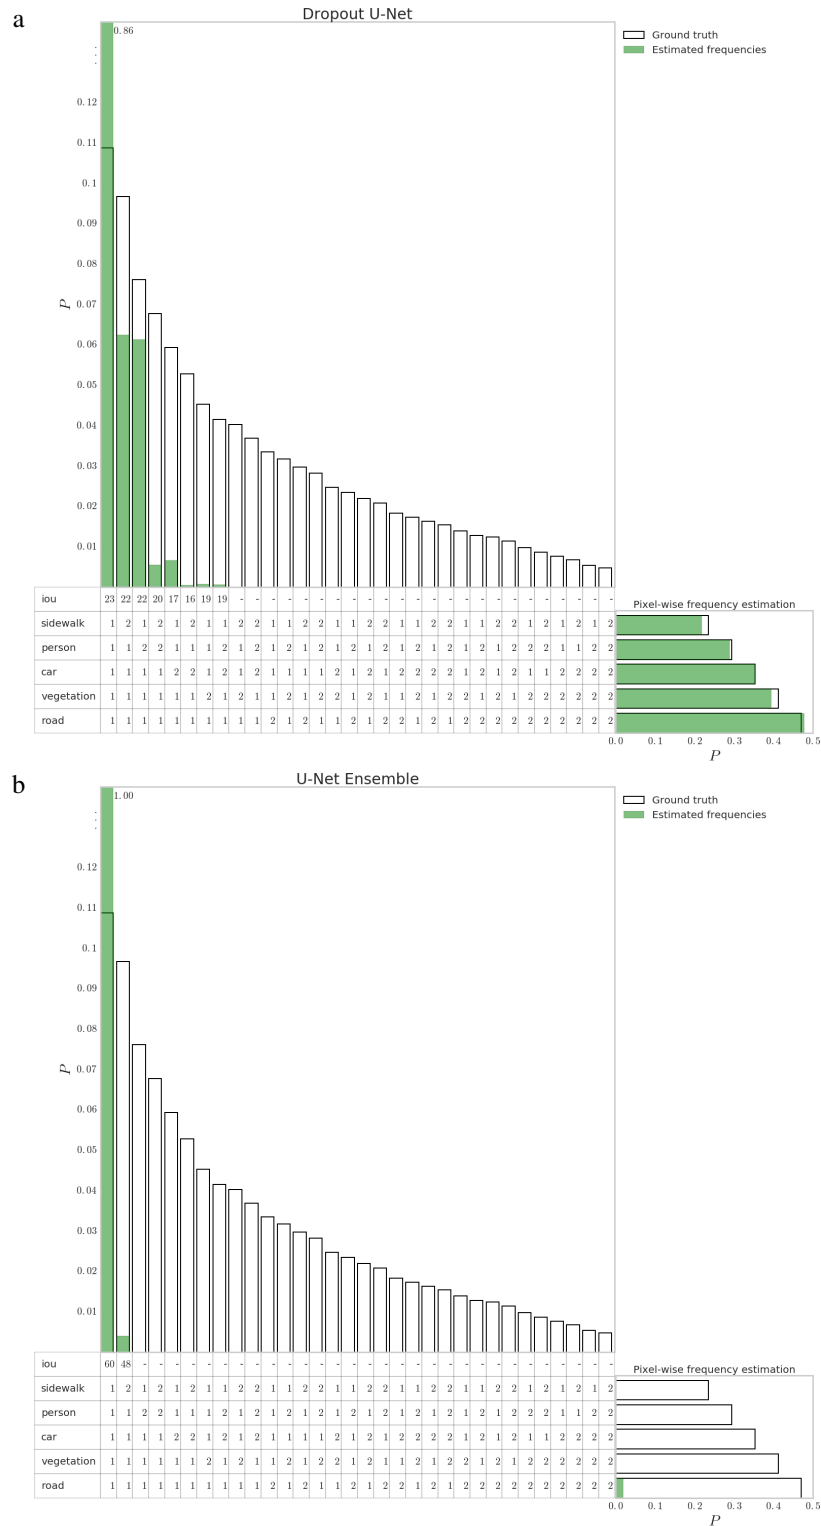 a
Dropout U-Net
0.86
Ground truth
Estimated frequencies
0.12
0.11
0.1
0.09
0.08
0.07
0.06
0.05
0.04
0.03
0.02
0.01
P
iou 23 22 22 20 17 16 19 19 - - - - - - - - - - - - - - - - - - - - - - - -
sidewalk 1 2 1 2 1 2 1 1 2 2 1 1 2 2 1 1 2 2 1 1 2 2 1 1 2 2 1 2 1 2 1 2
person 1 1 2 2 1 1 1 2 1 2 1 2 1 2 1 2 1 2 1 2 1 2 1 2 1 2 2 2 1 1 2 2
car 1 1 1 1 2 2 1 2 1 2 1 1 1 1 2 1 2 1 2 2 2 2 1 2 1 2 1 1 2 2 2 2
vegetation 1 1 1 1 1 1 2 1 2 1 1 2 1 2 2 1 2 1 1 2 1 2 2 1 2 1 2 2 2 2 2 2
road 1 1 1 1 1 1 1 1 1 1 2 1 2 1 1 2 1 2 2 1 2 1 2 2 2 2 2 2 2 2 2 2
Pixel-wise frequency estimation
0.0 0.1 0.2 0.3 0.4 0.5
P
b
U-Net Ensemble
1.00
Ground truth
Estimated frequencies
0.12
0.11
0.1
0.09
0.08
0.07
0.06
0.05
0.04
0.03
0.02
0.01
P
iou 60 48 - - - - - - - - - - - - - - - - - - - - - - - - - - - - - -
sidewalk 1 2 1 2 1 2 1 1 2 2 1 1 2 2 1 1 2 2 1 1 2 2 1 1 2 2 1 2 1 2 1 2
person 1 1 2 2 1 1 1 2 1 2 1 2 1 2 1 2 1 2 1 2 1 2 1 2 1 2 2 2 1 1 2 2
car 1 1 1 1 2 2 1 2 1 2 1 1 1 1 2 1 2 1 2 2 2 2 1 2 1 2 1 1 2 2 2 2
vegetation 1 1 1 1 1 1 2 1 2 1 1 2 1 2 2 1 2 1 1 2 1 2 2 1 2 1 2 2 2 2 2 2
road 1 1 1 1 1 1 1 1 1 1 2 1 2 1 1 2 1 2 2 1 2 1 2 2 2 2 2 2 2 2 2 2
Pixel-wise frequency estimation
0.0 0.1 0.2 0.3 0.4 0.5
P